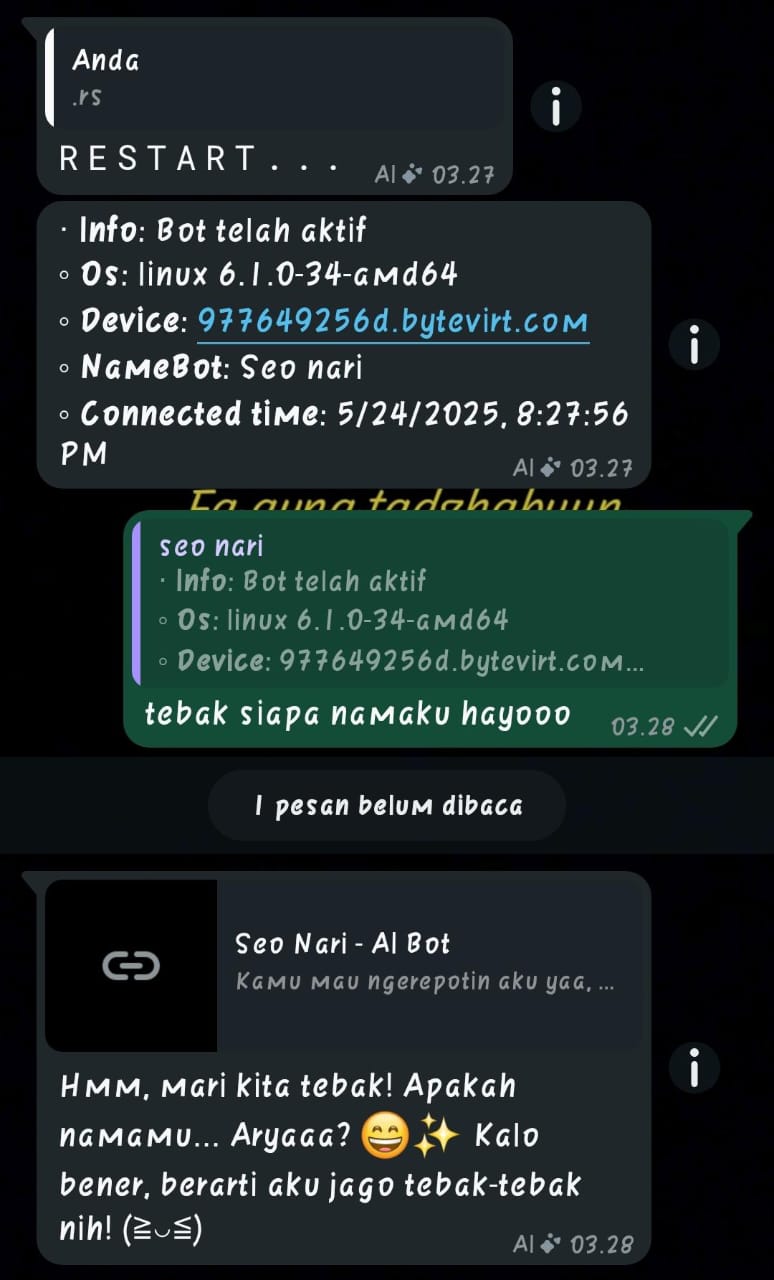 Anda
.rs
RESTART...
AI 03.27
· Info: Bot telah aktif
◦ Os: linux 6.1.0-34-amd64
◦ Device: 977649256d.bytevirt.com
◦ NameBot: Seo nari
◦ Connected time: 5/24/2025, 8:27:56
PM
AI 03.27
seo nari
· Info: Bot telah aktif
◦ Os: linux 6.1.0-34-amd64
◦ Device: 977649256d.bytevirt.com...
tebak siapa namaku hayooo
03.28
1 pesan belum dibaca
Seo Nari - AI Bot
Kamu mau ngerepotin aku yaa, ...
Hmm, mari kita tebak! Apakah
namamu... Aryaaa? 😄✨ Kalo
bener, berarti aku jago tebak-tebak
nih! (≧◡≦)
AI 03.28